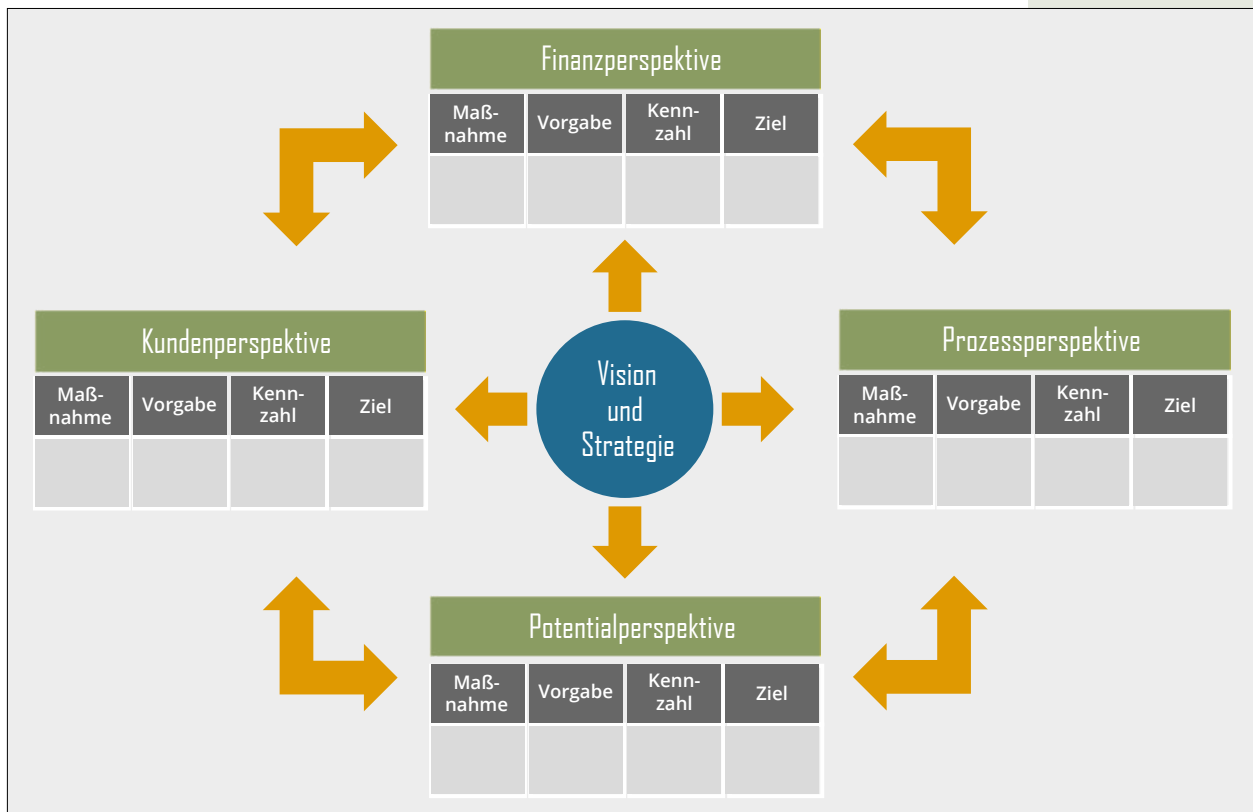 Finanzperspektive
Maß-
nahme
Vorgabe
Kenn-
zahl
Ziel
Kundenperspektive
Maß-
nahme
Vorgabe
Kenn-
zahl
Ziel
Vision
und
Strategie
Prozessperspektive
Maß-
nahme
Vorgabe
Kenn-
zahl
Ziel
Potentialperspektive
Maß-
nahme
Vorgabe
Kenn-
zahl
Ziel